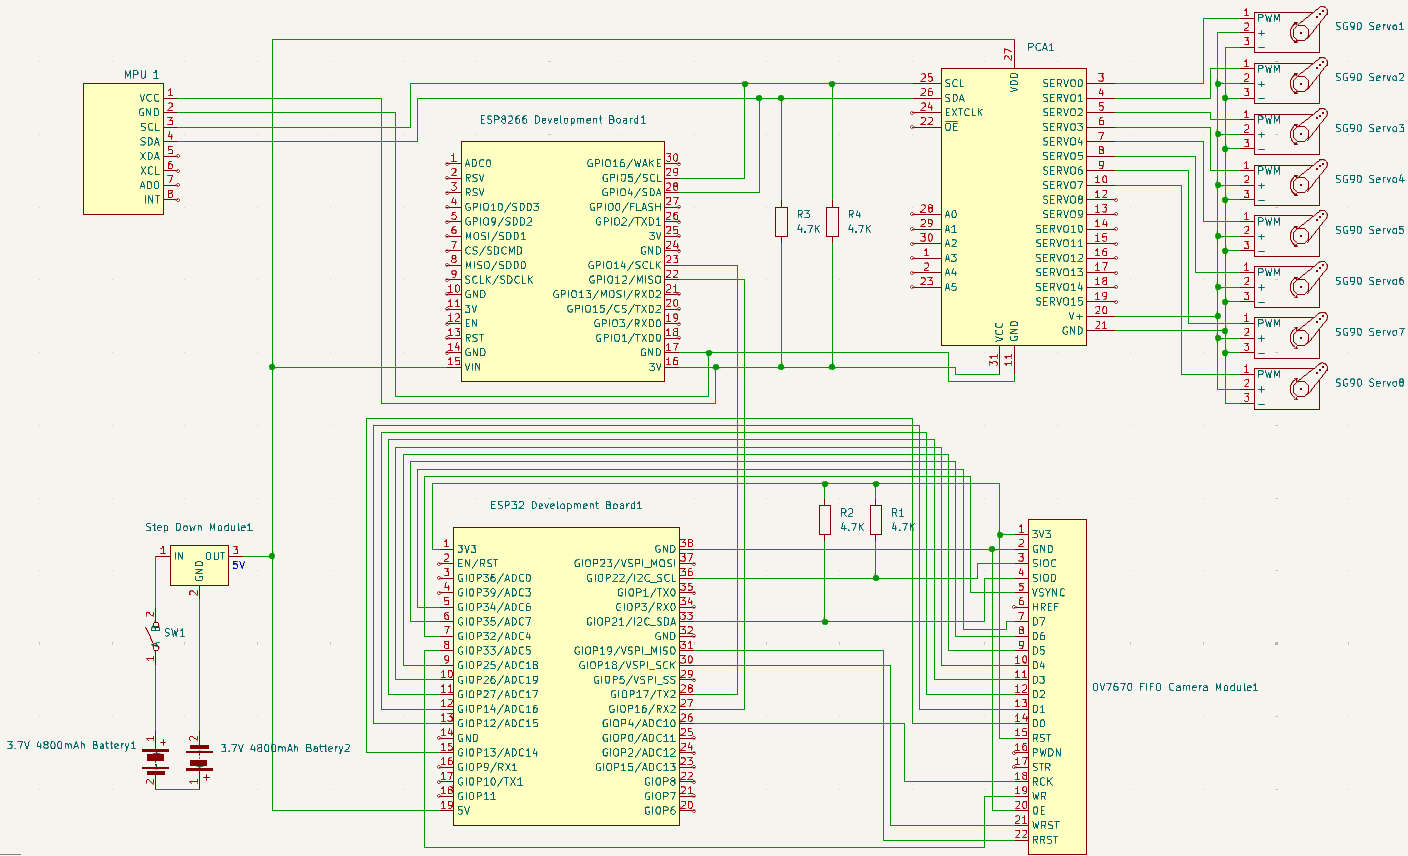 MPU 1
VCC 1
GND 2
SCL 3
SDA 4
XDA 5
XCL 6
AD0 7
INT 8
ESP8266 Development Board1
1 ADC0
2 RSV
3 RSV
4 GPIO10/SDD3
5 GPIO9/SDD2
6 MOSI/SDD1
7 CS/SDCMD
8 MISO/SDD0
9 SCLK/SDCLK
10 GND
11 3V
12 EN
13 RST
14 GND
15 VIN
GPIO16/WAKE 30
GPIO5/SCL 29
GPIO4/SDA 28
GPIO0/FLASH 27
GPIO2/TXD1 26
3V 25
GND 24
GPIO14/SCLK 23
GPIO12/MISO 22
GPIO13/MOSI/RXD2 21
GPIO15/CS/TXD2 20
GPIO3/RXD0 19
GPIO1/TXD0 18
GND 17
3V 16
R3
4.7K
R4
4.7K
PCA1
27
VDD
25 SCL
26 SDA
24 EXTCLK
22 OE
28 A0
29 A1
30 A2
1 A3
2 A4
23 A5
SERVO0 3
SERVO1 4
SERVO2 5
SERVO3 6
SERVO4 7
SERVO5 8
SERVO6 9
SERVO7 10
SERVO8 12
SERVO9 13
SERVO10 14
SERVO11 15
SERVO12 16
SERVO13 17
SERVO14 18
SERVO15 19
V+ 20
GND 21
VCC
GND
31
11
1 PWM
2 +
3 -
SG90 Servo1
1 PWM
2 +
3 -
SG90 Servo2
1 PWM
2 +
3 -
SG90 Servo3
1 PWM
2 +
3 -
SG90 Servo4
1 PWM
2 +
3 -
SG90 Servo5
1 PWM
2 +
3 -
SG90 Servo6
1 PWM
2 +
3 -
SG90 Servo7
1 PWM
2 +
3 -
SG90 Servo8
Step Down Module1
1 IN OUT 3
5V
GND
2
2
B
A
SW1
1
3.7V 4800mAh Battery1
1
+
2
3.7V 4800mAh Battery2
2
1
+
ESP32 Development Board1
1 3V3
2 EN/RST
3 GIOP36/ADC0
4 GIOP39/ADC3
5 GIOP34/ADC6
6 GIOP35/ADC7
7 GIOP32/ADC4
8 GIOP33/ADC5
9 GIOP25/ADC18
10 GIOP26/ADC19
11 GIOP27/ADC17
12 GIOP14/ADC16
13 GIOP12/ADC15
14 GND
15 GIOP13/ADC14
16 GIOP9/RX1
17 GIOP10/TX1
18 GIOP11
19 5V
GND 38
GIOP23/VSPI_MOSI 37
GIOP22/I2C_SCL 36
GIOP1/TX0 35
GIOP3/RX0 34
GIOP21/I2C_SDA 33
GND 32
GIOP19/VSPI_MISO 31
GIOP18/VSPI_SCK 30
GIOP5/VSPI_SS 29
GIOP17/TX2 28
GIOP16/RX2 27
GIOP4/ADC10 26
GIOP0/ADC11 25
GIOP2/ADC12 24
GIOP15/ADC13 23
GIOP8 22
GIOP7 21
GIOP6 20
R2
4.7K
R1
4.7K
1 3V3
2 GND
3 SIOC
4 SIOD
5 VSYNC
6 HREF
7 D7
8 D6
9 D5
10 D4
11 D3
12 D2
13 D1
14 D0
15 RST
16 PWDN
17 STR
18 RCK
19 WR
20 OE
21 WRST
22 RRST
OV7670 FIFO Camera Module1